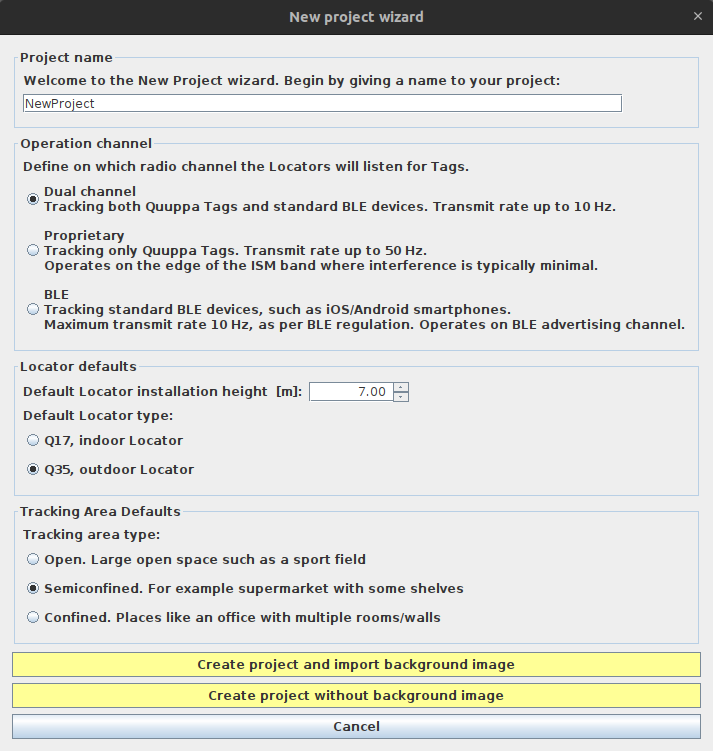 New project wizard
×
Project name
Welcome to the New Project wizard. Begin by giving a name to your project:
NewProject
Operation channel
Define on which radio channel the Locators will listen for Tags.
Dual channel
Tracking both Quuppa Tags and standard BLE devices. Transmit rate up to 10 Hz.
Proprietary
Tracking only Quuppa Tags. Transmit rate up to 50 Hz.
Operates on the edge of the ISM band where interference is typically minimal.
BLE
Tracking standard BLE devices, such as iOS/Android smartphones.
Maximum transmit rate 10 Hz, as per BLE regulation. Operates on BLE advertising channel.
Locator defaults
Default Locator installation height [m]: 7.00
Default Locator type:
Q17, indoor Locator
Q35, outdoor Locator
Tracking Area Defaults
Tracking area type:
Open. Large open space such as a sport field
Semiconfined. For example supermarket with some shelves
Confined. Places like an office with multiple rooms/walls
Create project and import background image
Create project without background image
Cancel